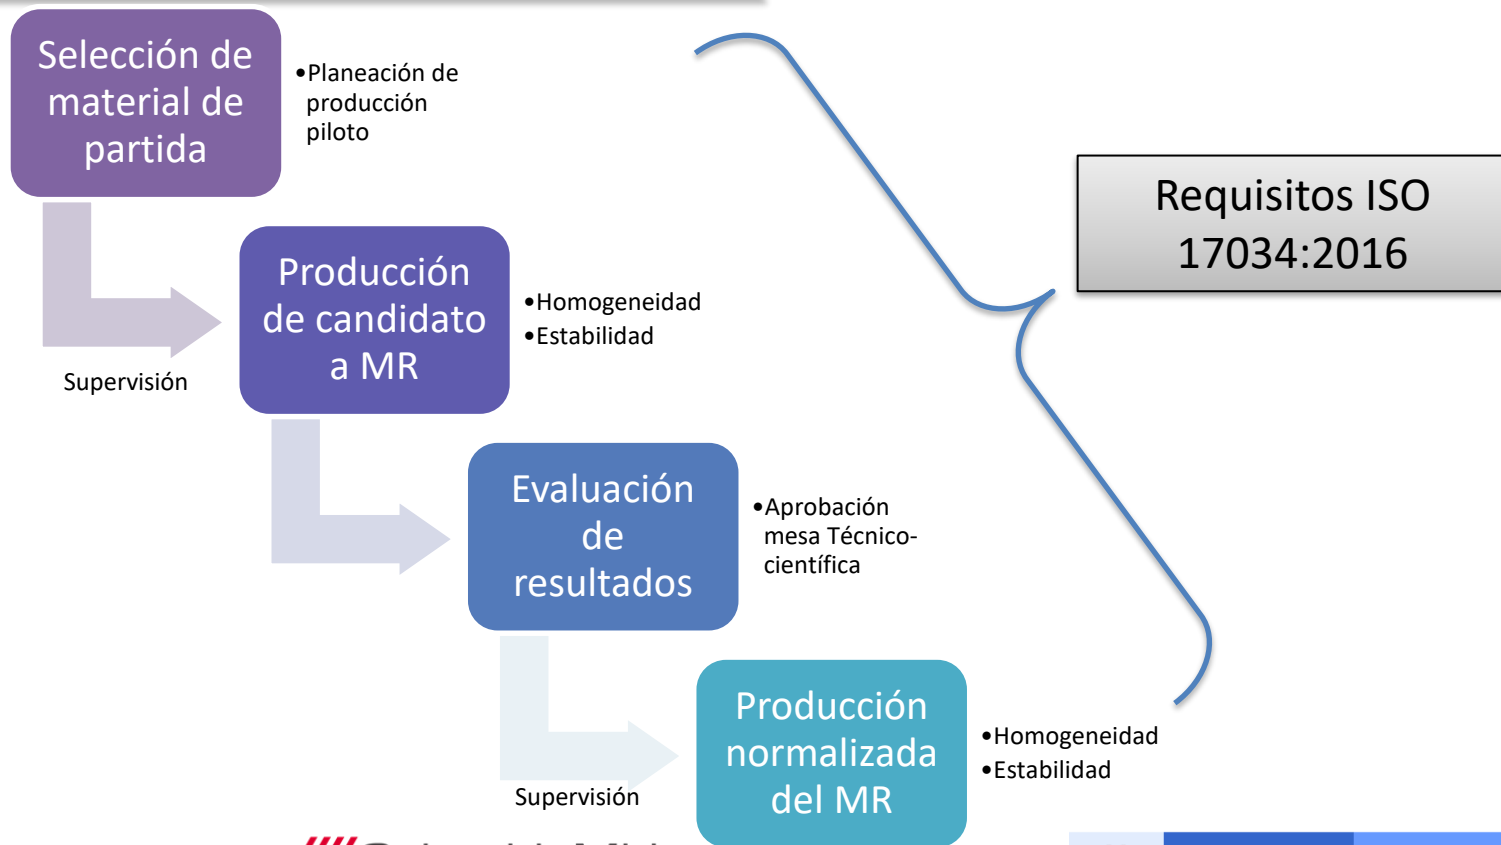 Selección de
material de
partida
•Planeación de
producción
piloto
Supervisión
Producción
de candidato
a MR
•Homogeneidad
•Estabilidad
Evaluación
de
resultados
•Aprobación
mesa Técnico-
científica
Supervisión
Producción
normalizada
del MR
•Homogeneidad
•Estabilidad
Requisitos ISO
17034:2016